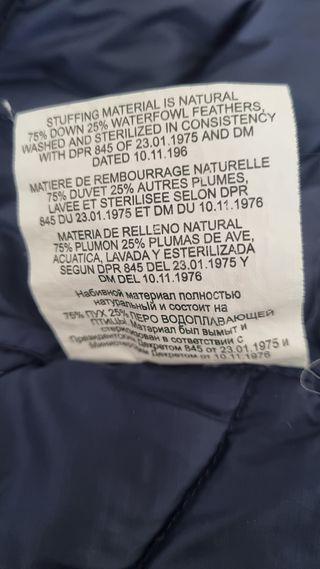 STUFFING MATERIAL IS NATURAL
75% DOWN 25% WATERFOWL FEATHERS,
WASHED AND STERILIZED IN CONSISTENCY
WITH DPR 845 OF 23.01.1975 AND DM
DATED 10.11.196
MATIERE DE REMBOURRAGE NATURELLE
75% DUVET 25% AUTRES PLUMES,
LAVEE ET STERILISEE SELON DPR
845 DU 23.01.1975 ET DM DU 10.11.1976
MATERIA DE RELLENO NATURAL
75% PLUMON 25% PLUMAS DE AVE,
ACUATICA, LAVADA Y ESTERILIZADA
SEGUN DPR 845 DEL 23.01.1975 Y
DM DEL 10.11.1976
Набивной материал полностью
натуральный и состоит на
75% ПУХ 25% ПЕРО ВОДОПЛАВАЮЩЕЙ
ПТИЦЫ. Материал был вымыт и
стерилизован в соответствии с
Президентским Декретом 845 от 23.01.1975 и
Министерским Декретом от 10.11.1976